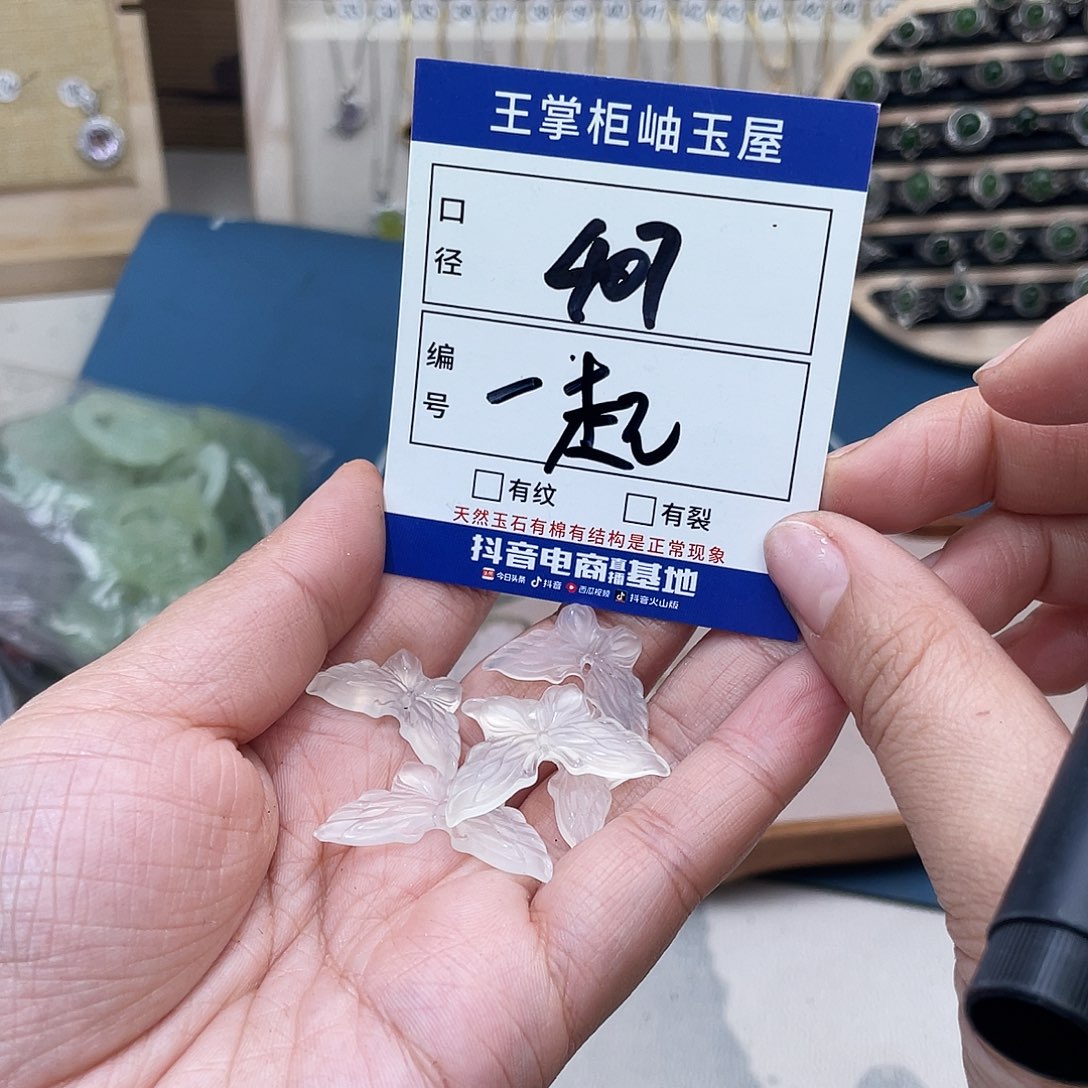 王掌柜岫玉屋
口径
407
编号
一起
有纹
有裂
天然玉石有棉有结构是正常现象
抖音电商直播基地
今日头条 抖音 西瓜视频 抖音火山版